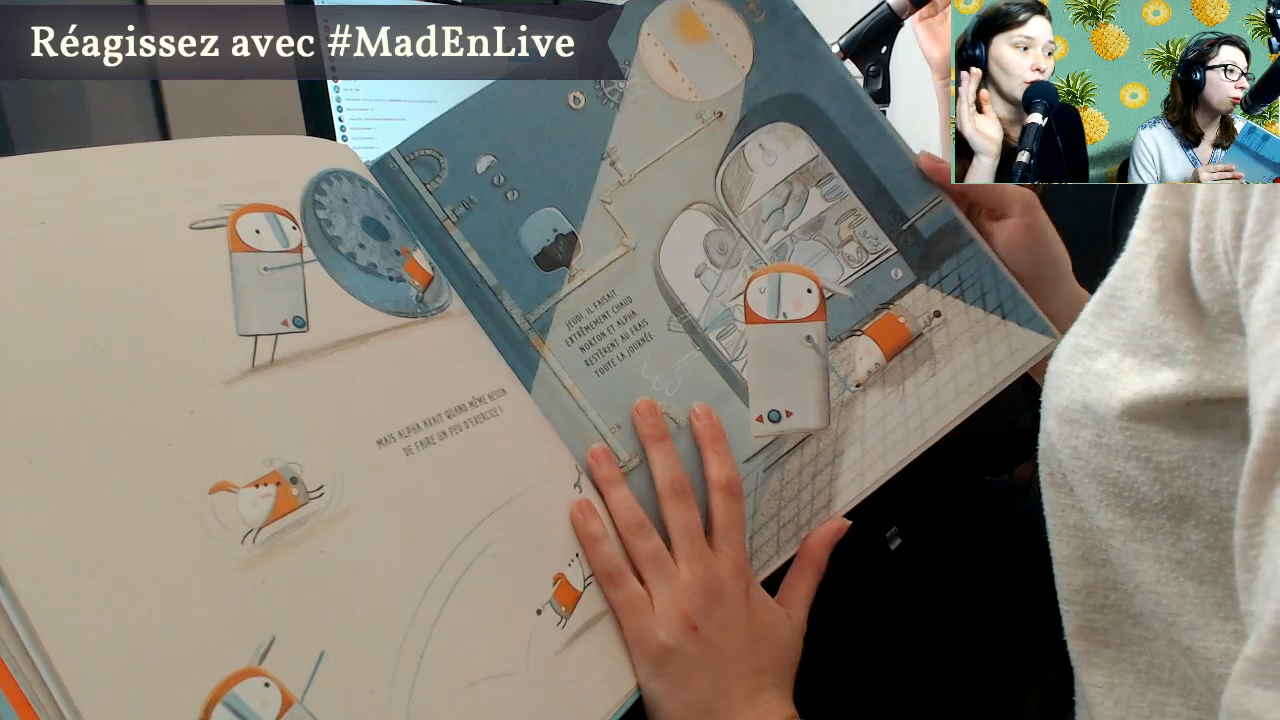 Réagissez avec #MadEnLive
MAIS ALPHA AVAIT QUAND MÊME BESOIN
DE FAIRE UN PEU D'EXERCICE !
JEUDI, IL FAISAIT
EXTRÊMEMENT CHAUD
NORTON ET ALPHA
RESTÈRENT AU FRAIS
TOUTE LA JOURNÉE.